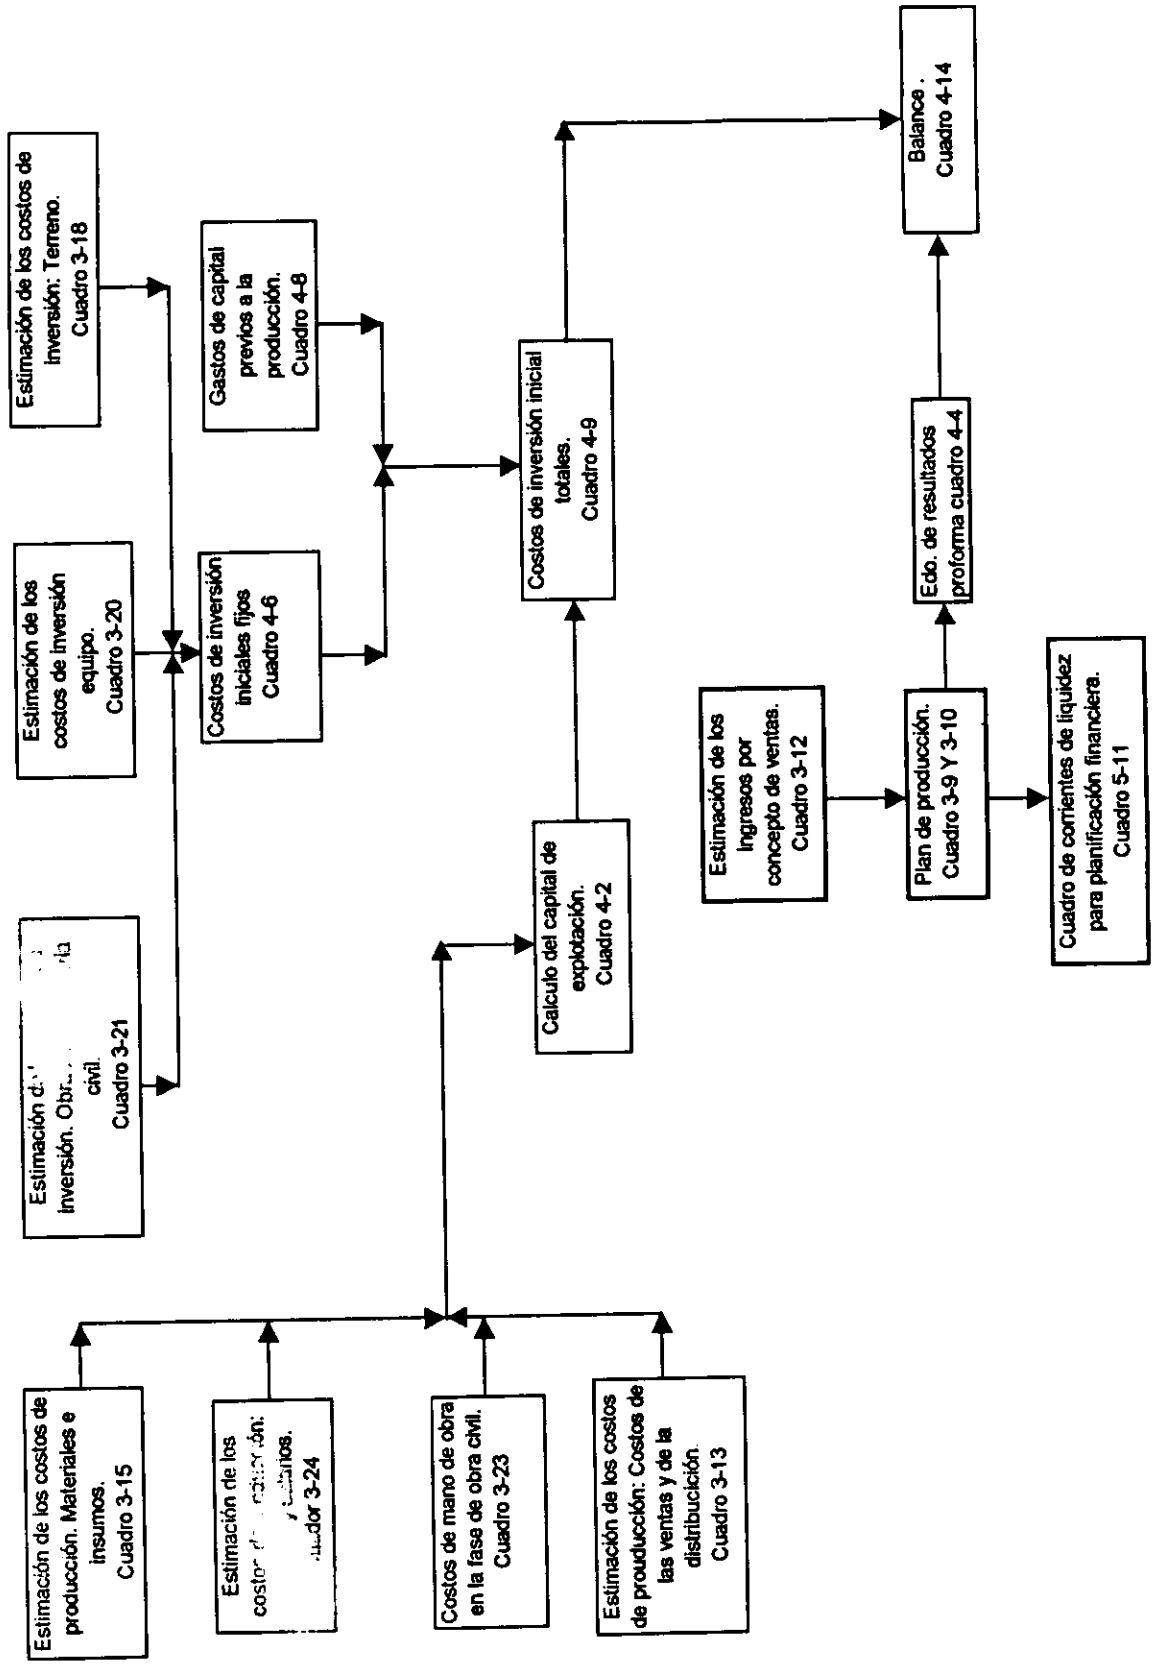 Estimación de los costos de
producción. Materiales e
insumos.
Cuadro 3-15
Estimación de los
costos
3-24
Costos de mano de obra
en la fase de obra civil.
Cuadro 3-23
Estimación de los costos
de prouducción: Costos de
las ventas y de la
distribucición.
Cuadro 3-13
Estimación
inversión.
civil.
Cuadro 3-21
Estimación de los
costos de inversión
equipo.
Cuadro 3-20
Estimación de los costos de
inversión: Terreno.
Cuadro 3-18
Costos de inversión
iniciales fijos
Cuadro 4-6
Gastos de capital
previos a la
producción.
Cuadro 4-8
Calculo del capital de
explotación.
Cuadro 4-2
Costos de inversión inicial
totales.
Cuadro 4-9
Estimación de los
Ingresos por
concepto de ventas.
Cuadro 3-12
Plan de producción.
Cuadro 3-9 Y 3-10
Edo. de resultados
proforma cuadro 4-4
Balance .
Cuadro 4-14
Cuadro de corrientes de liquidez
para planificación financiera.
Cuadro 5-11